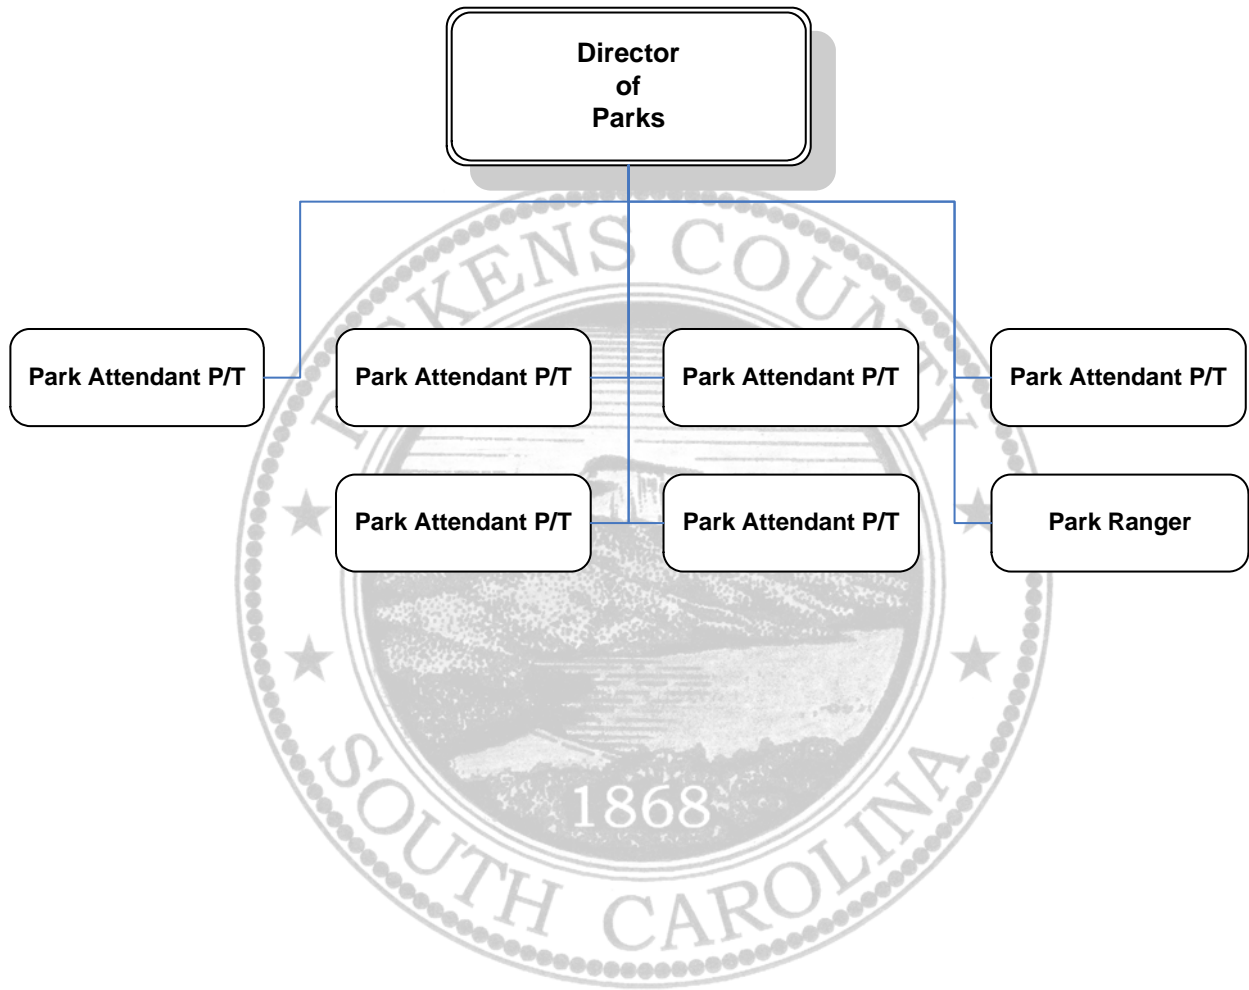 Director
of
Parks
PICKENS COUNTY
Park Attendant P/T
Park Attendant P/T
Park Attendant P/T
Park Attendant P/T
Park Attendant P/T
Park Attendant P/T
Park Ranger
1868
SOUTH CAROLINA